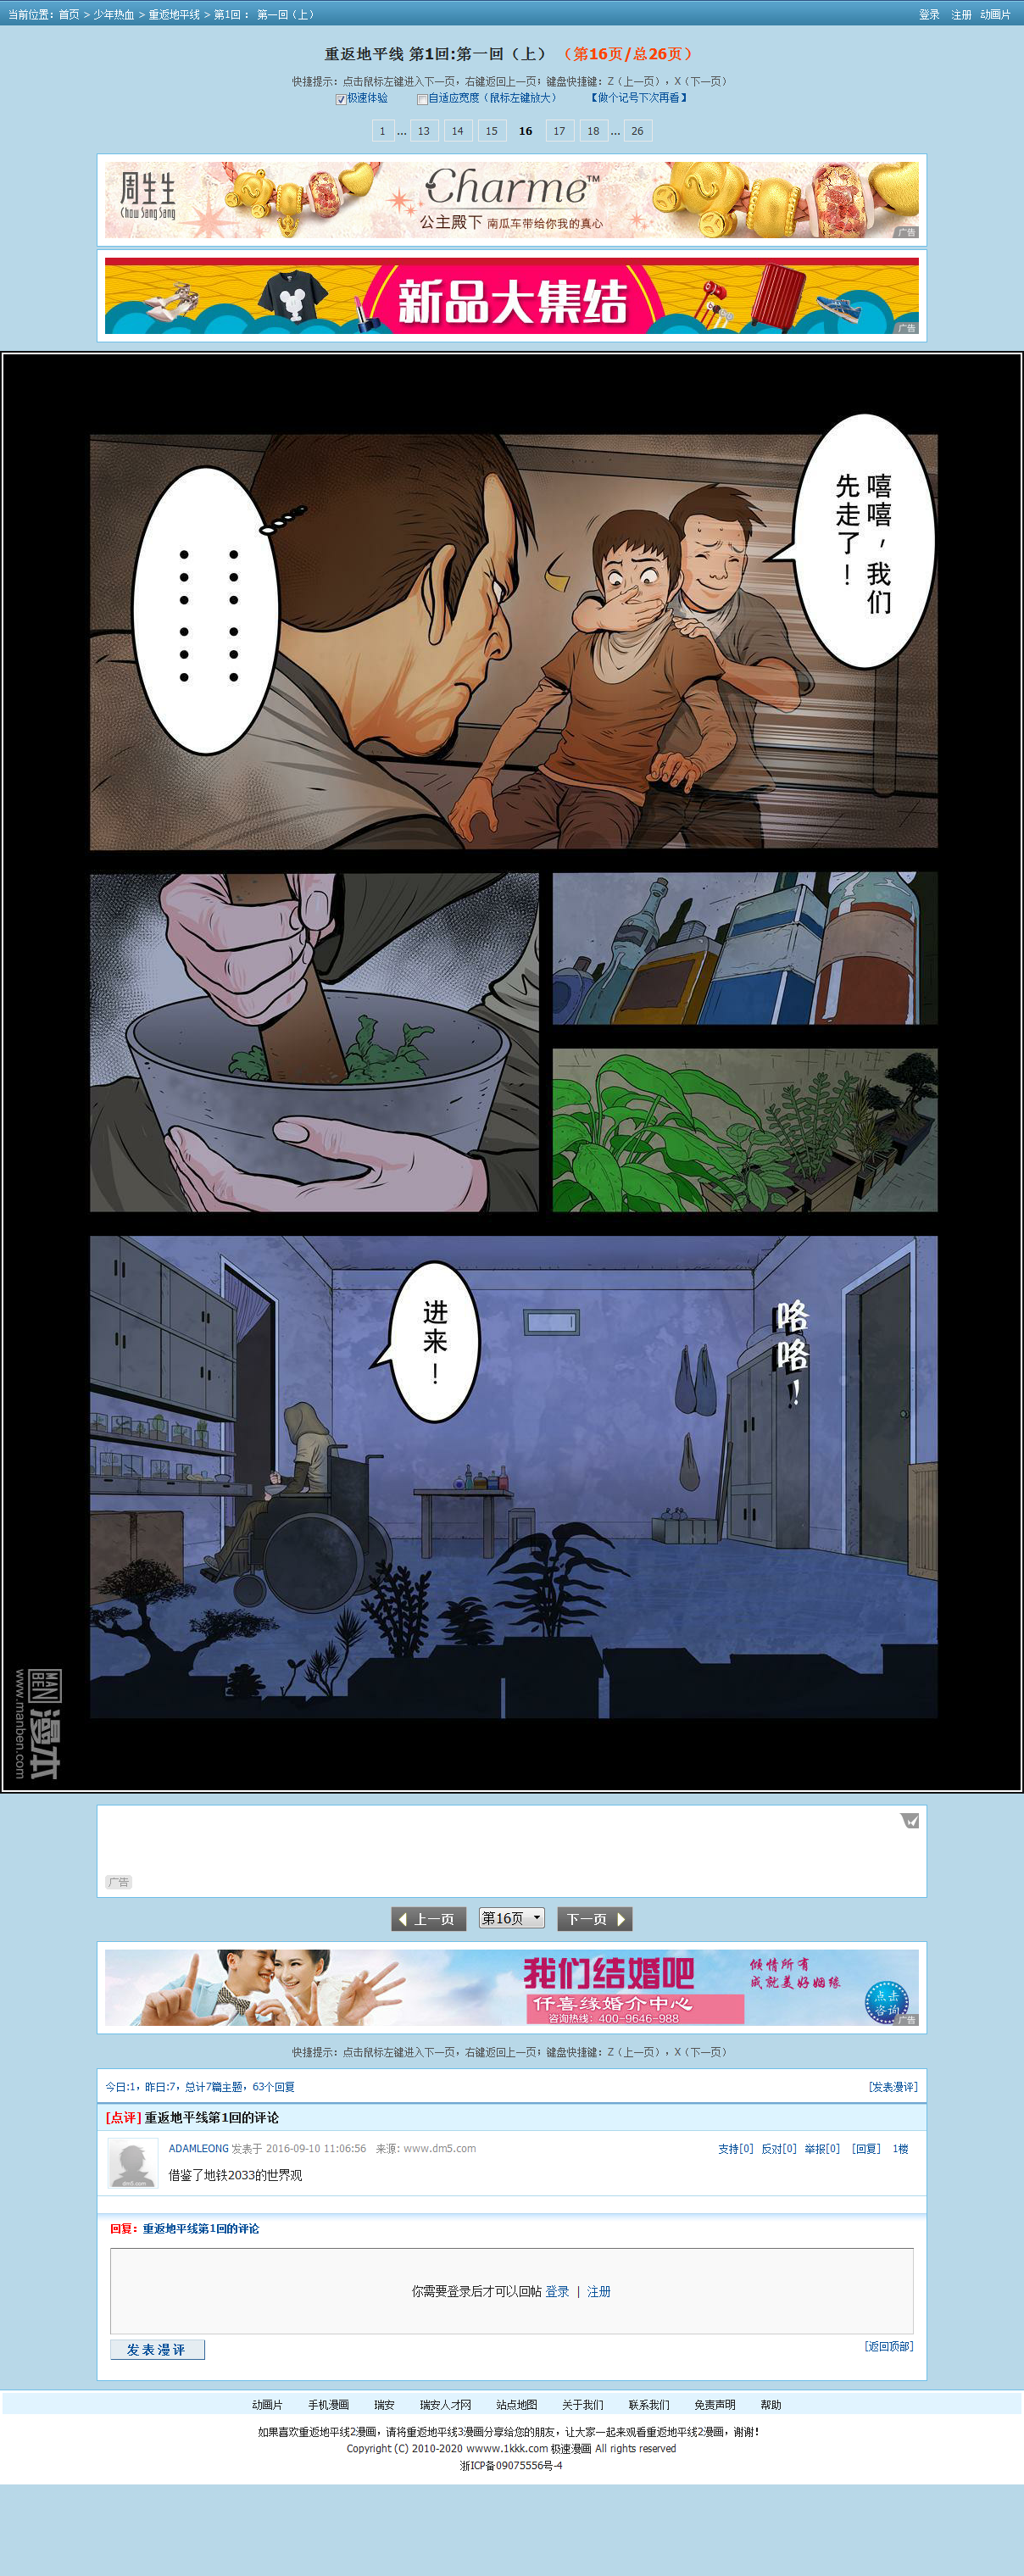 当前位置：首页 > 少年热血 > 重返地平线 > 第1回： 第一回（上）
登录 注册 动画片
重返地平线 第1回:第一回（上）（第16页/总26页）
快捷提示：点击鼠标左键进入下一页，右键返回上一页；键盘快捷键：Z（上一页），X（下一页）
极速体验 自适应宽度（鼠标左键放大） 【做个记号下次再看】
1 ... 13 14 15 16 17 18 ... 26
周生生
Chow Sang Sang
Charme™
公主殿下 南瓜车带给你我的真心
广告
新品大集结
广告
嘻嘻，我们
先走了！
……
……
进来！
咯咯！
MAN BEN 漫本
www.manben.com
广告
上一页 第16页 下一页
我们结婚吧
仟喜缘婚介中心
咨询热线：400-9646-988
倾情所有
成就美好姻缘
点击
咨询
广告
快捷提示：点击鼠标左键进入下一页，右键返回上一页；键盘快捷键：Z（上一页），X（下一页）
今日:1，昨日:7，总计7篇主题，63个回复
[发表漫评]
[点评] 重返地平线第1回的评论
ADAMLEONG 发表于 2016-09-10 11:06:56 来源: www.dm5.com
支持[0] 反对[0] 举报[0] [回复] 1楼
借鉴了地铁2033的世界观
回复：重返地平线第1回的评论
你需要登录后才可以回帖 登录 | 注册
发表漫评
[返回顶部]
动画片 手机漫画 瑞安 瑞安人才网 站点地图 关于我们 联系我们 免责声明 帮助
如果喜欢重返地平线2漫画，请将重返地平线3漫画分享给您的朋友，让大家一起来观看重返地平线2漫画，谢谢！
Copyright (C) 2010-2020 wwww.1kkk.com 极速漫画 All rights reserved
浙ICP备09075556号-4